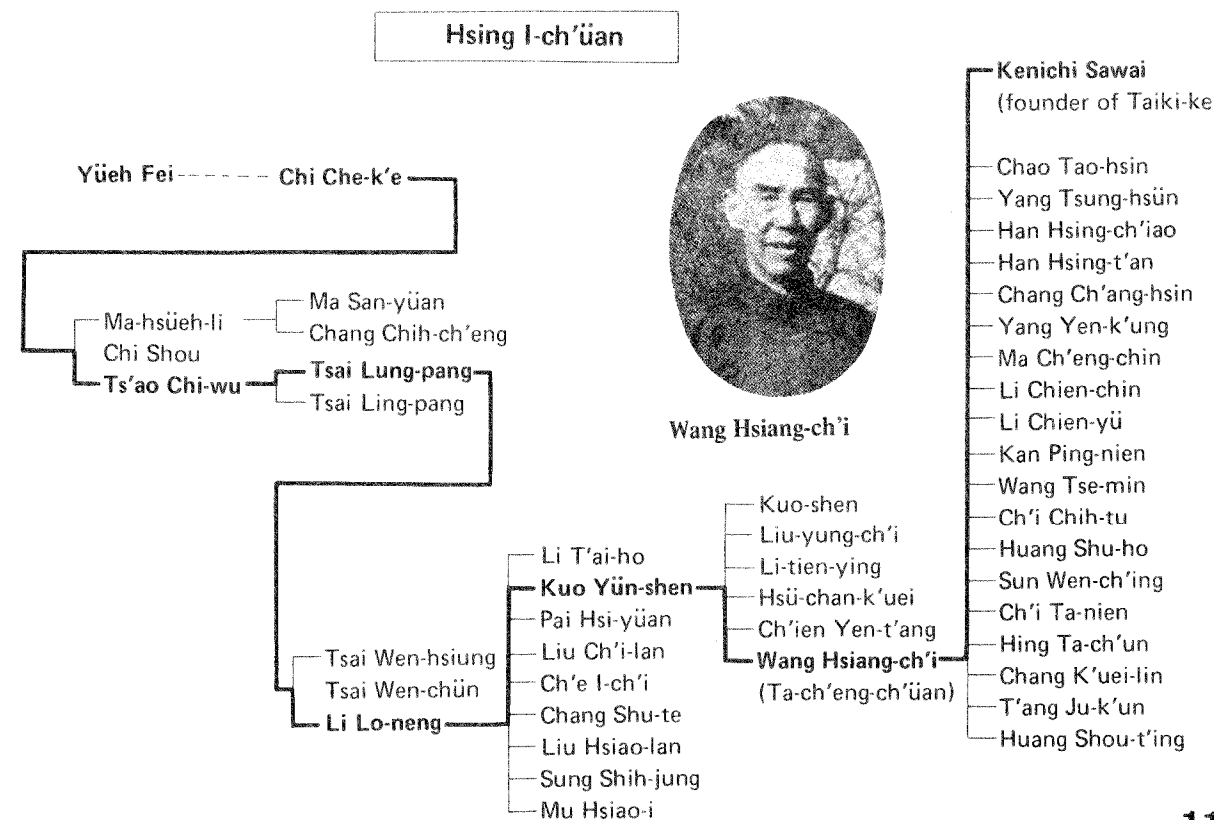 Hsing I-ch'üan
Yüeh Fei
Chi Che-k'e
Ma-hsüeh-li
Chi Shou
Ts'ao Chi-wu
Ma San-yüan
Chang Chih-ch'eng
Tsai Lung-pang
Tsai Ling-pang
Tsai Wen-hsiung
Tsai Wen-chün
Li Lo-neng
Li T'ai-ho
Kuo Yün-shen
Pai Hsi-yüan
Liu Ch'i-lan
Ch'e I-ch'i
Chang Shu-te
Liu Hsiao-lan
Sung Shih-jung
Mu Hsiao-i
Wang Hsiang-ch'i
Kuo-shen
Liu-yung-ch'i
Li-tien-ying
Hsü-chan-k'uei
Ch'ien Yen-t'ang
Wang Hsiang-ch'i
(Ta-ch'eng-ch'üan)
Kenichi Sawai
(founder of Taiki-ke
Chao Tao-hsin
Yang Tsung-hsün
Han Hsing-ch'iao
Han Hsing-t'an
Chang Ch'ang-hsin
Yang Yen-k'ung
Ma Ch'eng-chin
Li Chien-chin
Li Chien-yü
Kan Ping-nien
Wang Tse-min
Ch'i Chih-tu
Huang Shu-ho
Sun Wen-ch'ing
Ch'i Ta-nien
Hing Ta-ch'un
Chang K'uei-lin
T'ang Ju-k'un
Huang Shou-t'ing